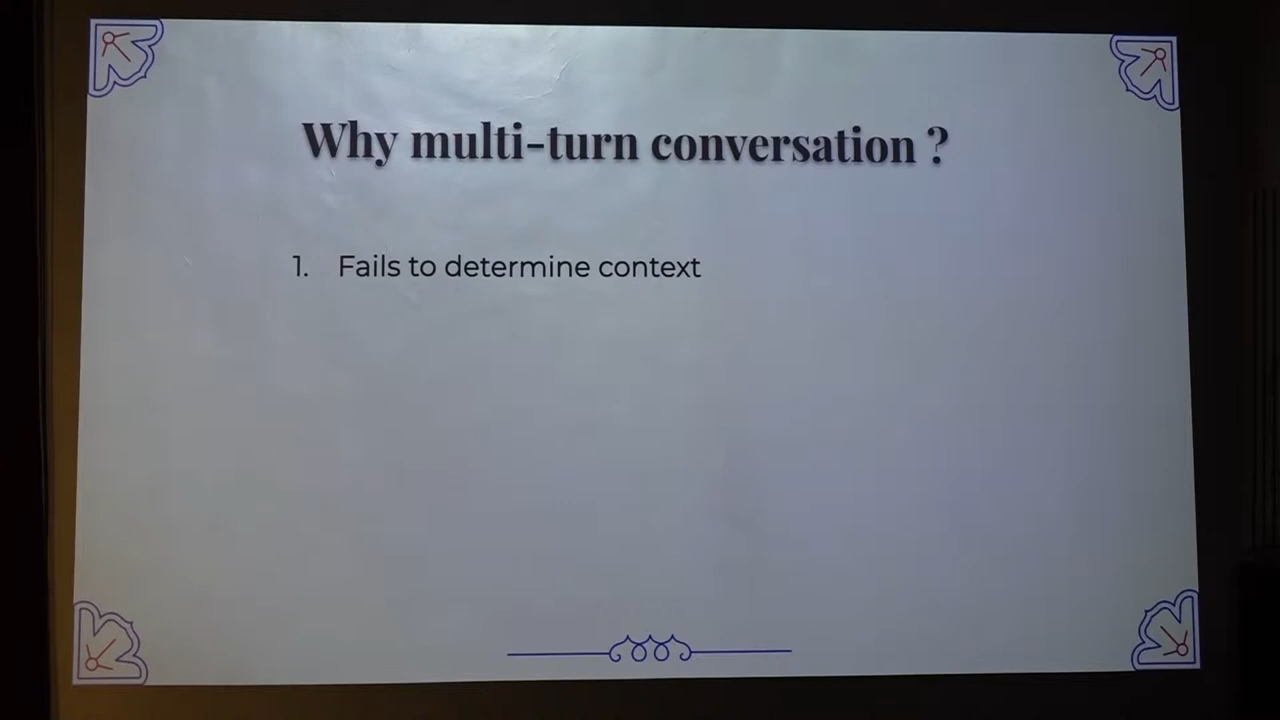 Why multi-turn conversation ?
1. Fails to determine context